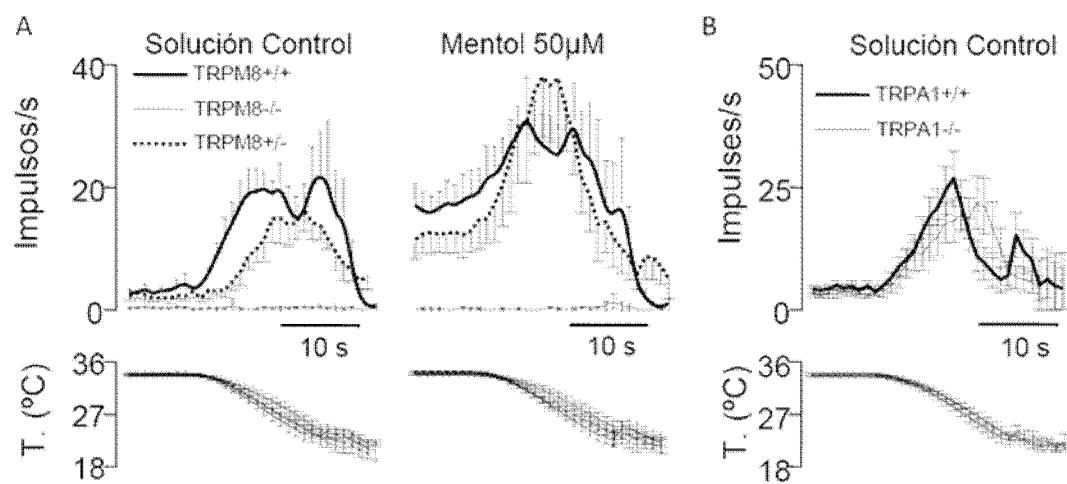 A
Solución Control
Mentol 50µM
B
Solución Control
Impulsos/s
40
20
0
TRPM8+/+
TRPM8-/-
TRPM8+/-
10 s
10 s
Impulses/s
50
25
0
TRPA1+/+
TRPA1-/-
10 s
T. (ºC)
36
27
18
T. (ºC)
36
27
18